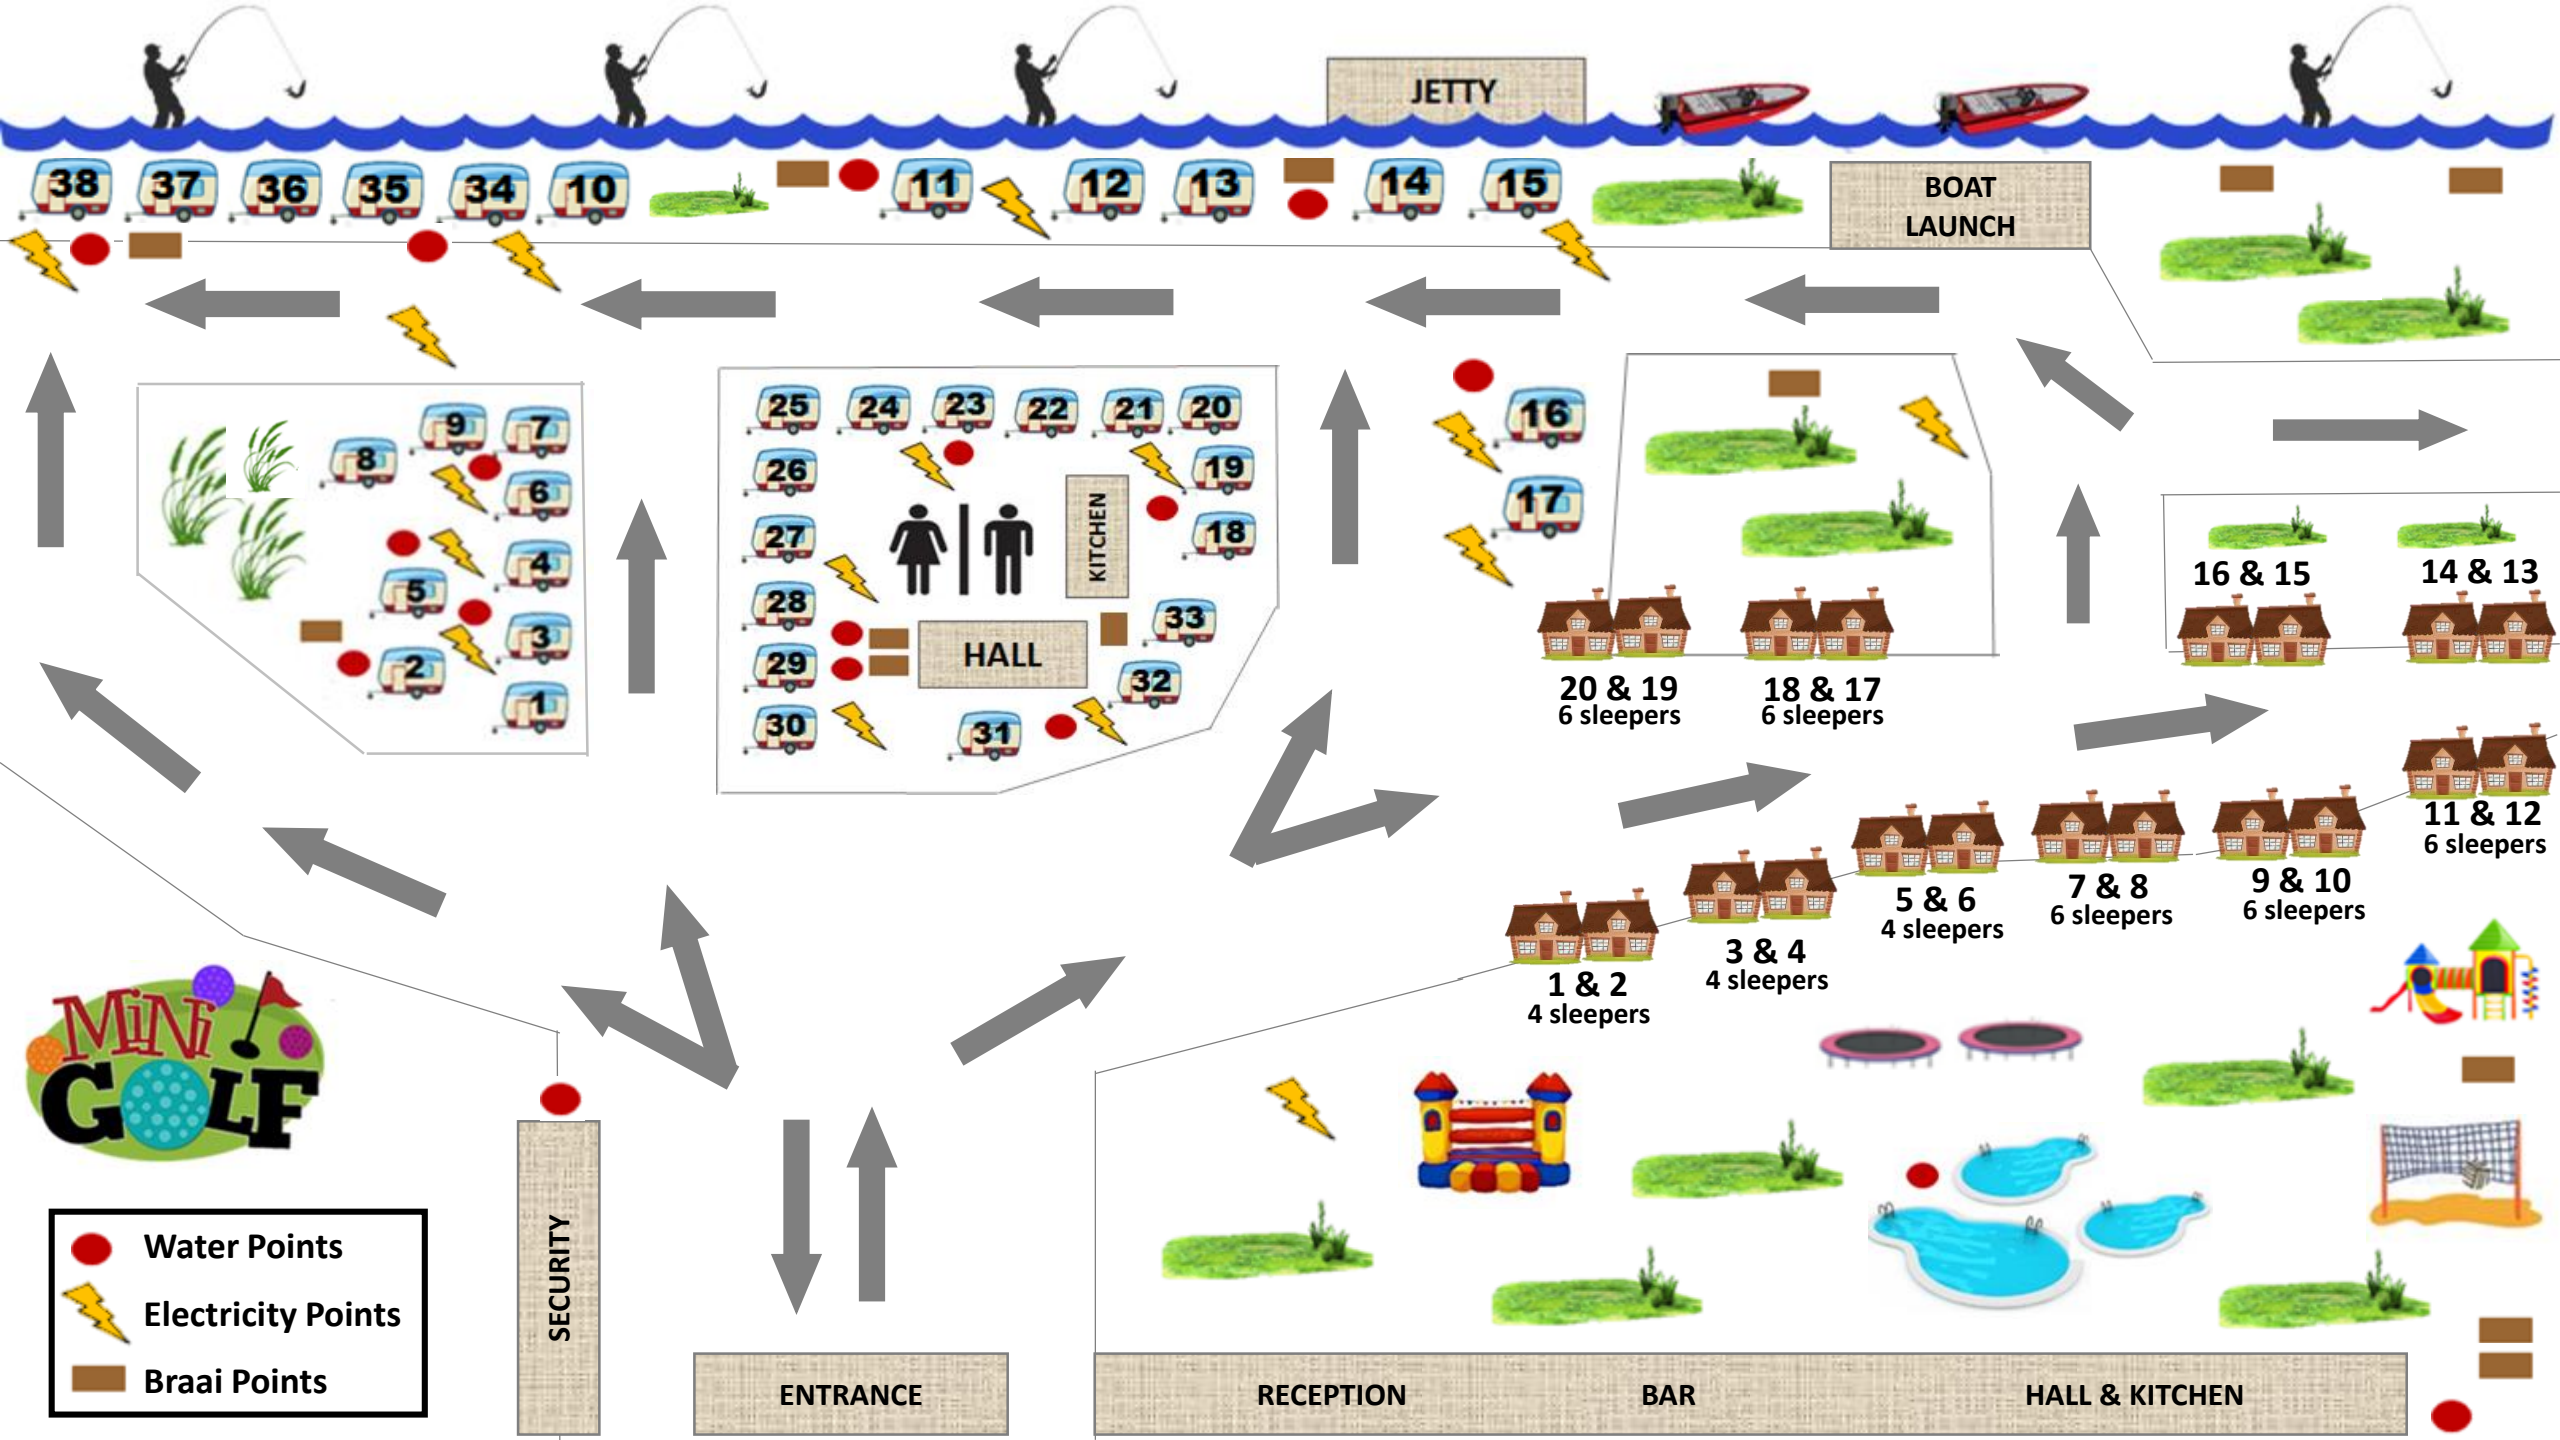 JETTY
38
37
36
35
34
10
11
12
13
14
15
BOAT
LAUNCH
9
7
8
6
4
5
3
2
1
25
24
23
22
21
20
26
19
27
18
KITCHEN
28
33
29
HALL
32
30
31
16
17
16 & 15
14 & 13
20 & 19
6 sleepers
18 & 17
6 sleepers
11 & 12
6 sleepers
9 & 10
6 sleepers
7 & 8
6 sleepers
5 & 6
4 sleepers
3 & 4
4 sleepers
1 & 2
4 sleepers
MiNi
GOLF
Water Points
Electricity Points
Braai Points
SECURITY
ENTRANCE
RECEPTION
BAR
HALL & KITCHEN